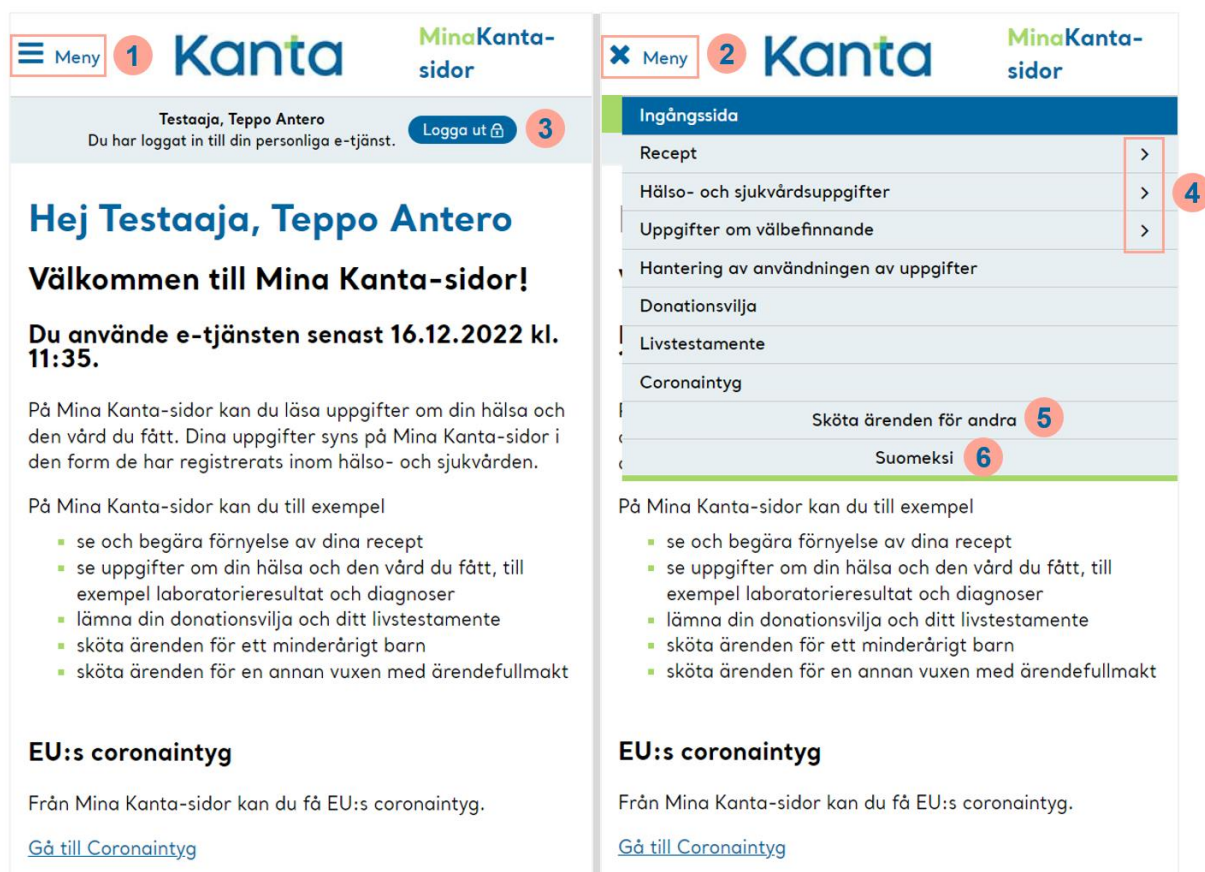 Meny 1
Kanta
MinaKanta-
sidor
Testaaja, Teppo Antero
Du har loggat in till din personliga e-tjänst.
Logga ut 3
Hej Testaaja, Teppo Antero
Välkommen till Mina Kanta-sidor!
Du använde e-tjänsten senast 16.12.2022 kl.
11:35.
På Mina Kanta-sidor kan du läsa uppgifter om din hälsa och
den vård du fått. Dina uppgifter syns på Mina Kanta-sidor i
den form de har registrerats inom hälso- och sjukvården.
På Mina Kanta-sidor kan du till exempel
se och begära förnyelse av dina recept
se uppgifter om din hälsa och den vård du fått, till
exempel laboratorieresultat och diagnoser
lämna din donationsvilja och ditt livstestamente
sköta ärenden för ett minderårigt barn
sköta ärenden för en annan vuxen med ärendefullmakt
EU:s coronaintyg
Från Mina Kanta-sidor kan du få EU:s coronaintyg.
Gå till Coronaintyg
Meny 2
Kanta
MinaKanta-
sidor
Ingångssida
Recept
Hälso- och sjukvårdsuppgifter
4
Uppgifter om välbefinnande
Hantering av användningen av uppgifter
Donationsvilja
Livstestamente
Coronaintyg
Sköta ärenden för andra 5
Suomeksi 6
På Mina Kanta-sidor kan du till exempel
se och begära förnyelse av dina recept
se uppgifter om din hälsa och den vård du fått, till
exempel laboratorieresultat och diagnoser
lämna din donationsvilja och ditt livstestamente
sköta ärenden för ett minderårigt barn
sköta ärenden för en annan vuxen med ärendefullmakt
EU:s coronaintyg
Från Mina Kanta-sidor kan du få EU:s coronaintyg.
Gå till Coronaintyg